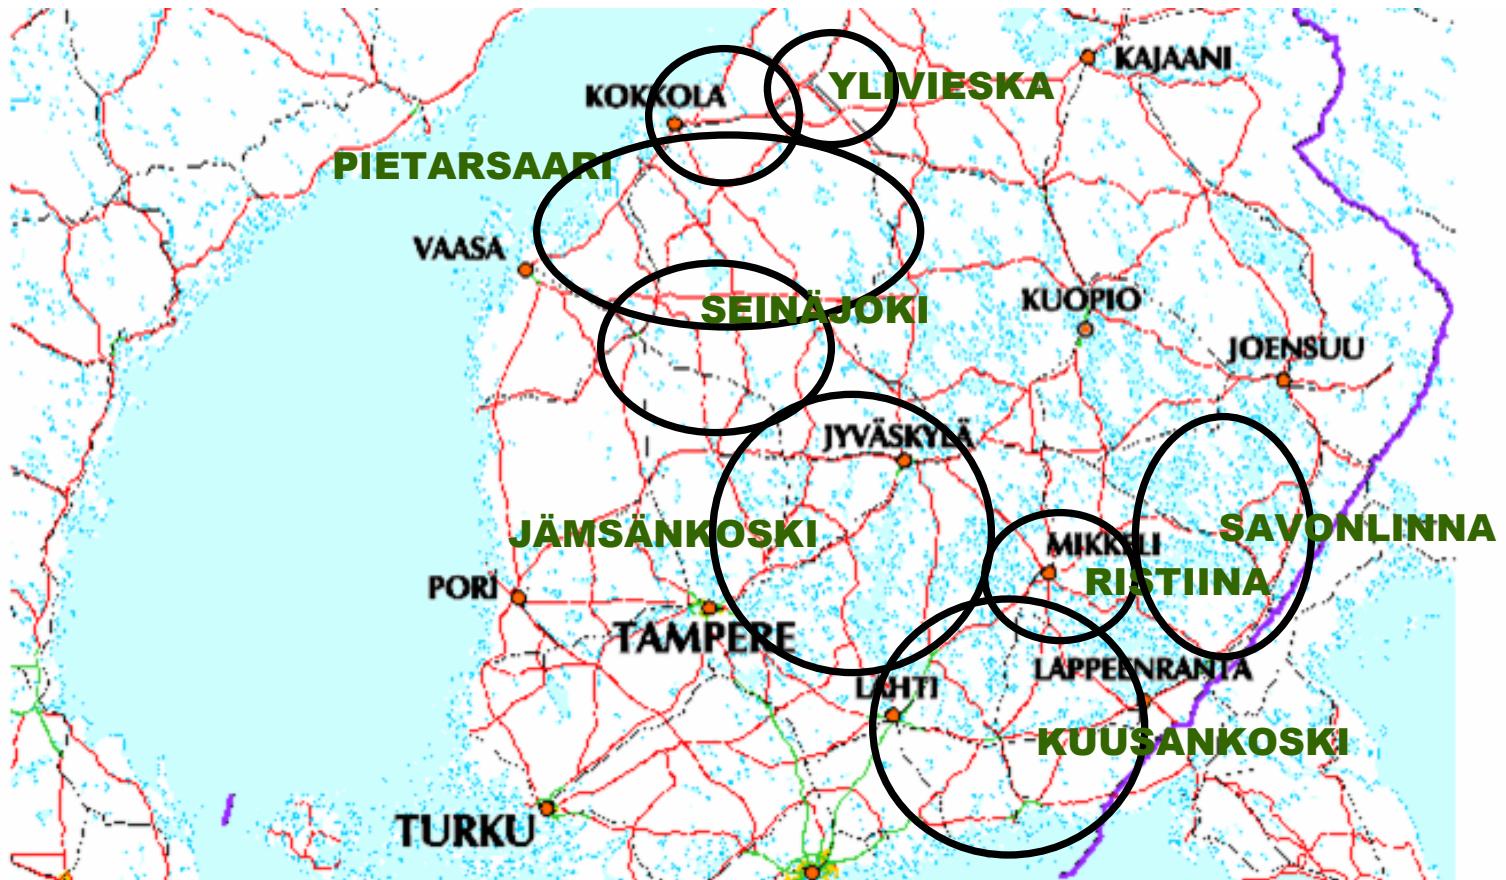 KAJAANI
YLIVIESKA
KOKKOLA
PIETARSAARI
VAASA
KUOPIO
SEINÄJOKI
JOENSUU
JYVÄSKYLÄ
SAVONLINNA
JÄMSÄNKOSKI
MIKKELI
RISTIINA
PORI
TAMPERE
LAPPEENRANTA
LAHTI
KUUSANKOSKI
TURKU